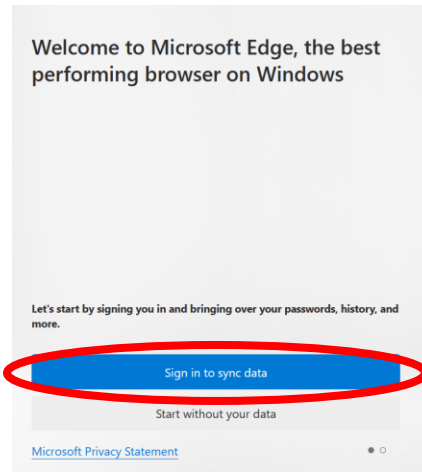 Welcome to Microsoft Edge, the best
performing browser on Windows
Let's start by signing you in and bringing over your passwords, history, and
more.
Sign in to sync data
Start without your data
Microsoft Privacy Statement